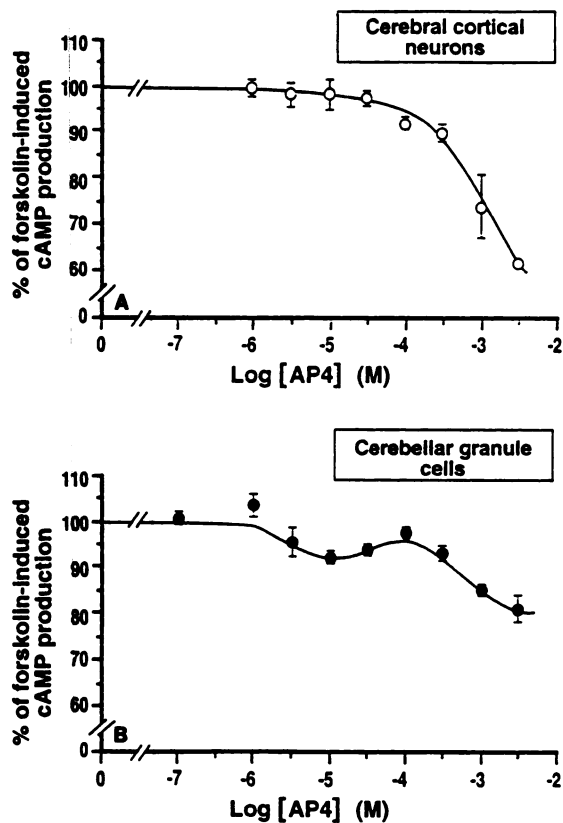 Cerebral cortical
neurons
% of forskolin-induced
cAMP production
110
100
90
80
70
60
0
A
0 -7 -6 -5 -4 -3 -2
Log [AP4] (M)
Cerebellar granule
cells
% of forskolin-induced
cAMP production
110
100
90
80
70
60
0
B
0 -7 -6 -5 -4 -3 -2
Log [AP4] (M)